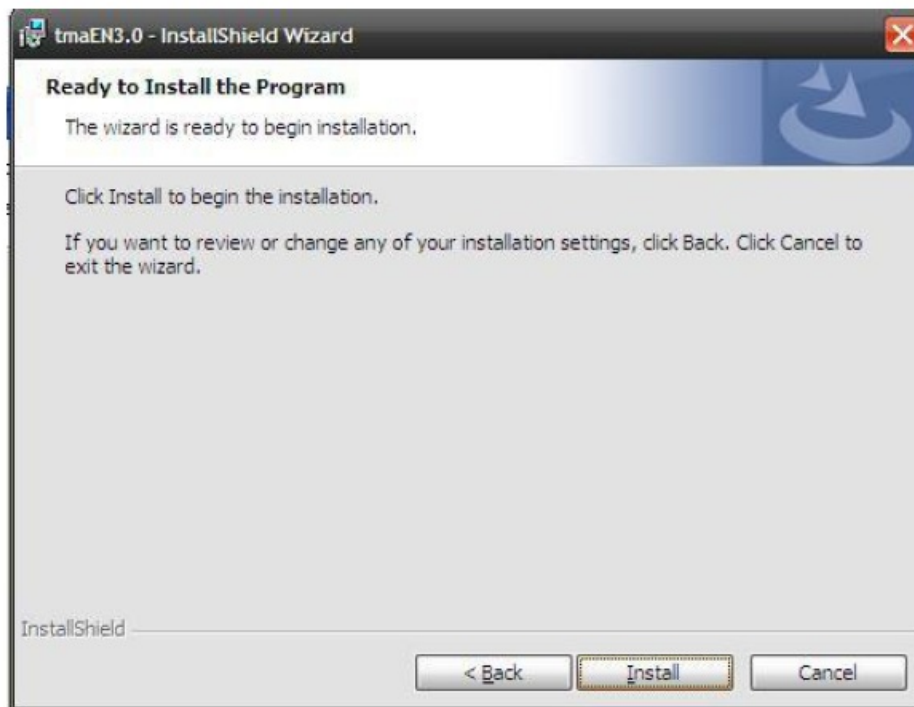 tmaEN3.0 - InstallShield Wizard
Ready to Install the Program
The wizard is ready to begin installation.
Click Install to begin the installation.
If you want to review or change any of your installation settings, click Back. Click Cancel to
exit the wizard.
InstallShield
< Back
Install
Cancel